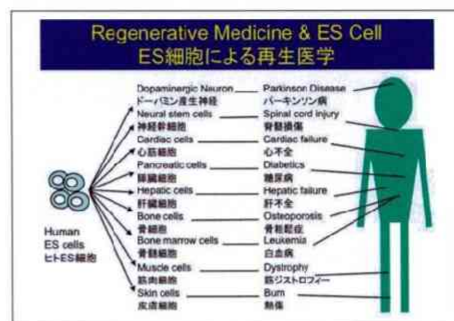 Regenerative Medicine & ES Cell
ES細胞による再生医学
Dopaminergic Neuron Parkinson Disease
ドーパミン産生神経 パーキンソン病
Neural stem cells Spinal cord injury
神経幹細胞 脊髄損傷
Cardiac cells Cardiac failure
心筋細胞 心不全
Pancreatic cells Diabetics
膵臓細胞 糖尿病
Hepatic cells Hepatic failure
肝臓細胞 肝不全
Bone cells Osteoporosis
骨細胞 骨粗鬆症
Bone marrow cells Leukemia
骨髄細胞 白血病
Muscle cells Dystrophy
筋肉細胞 筋ジストロフィー
Skin cells Burn
皮膚細胞 熱傷
Human
ES cells
ヒトES細胞